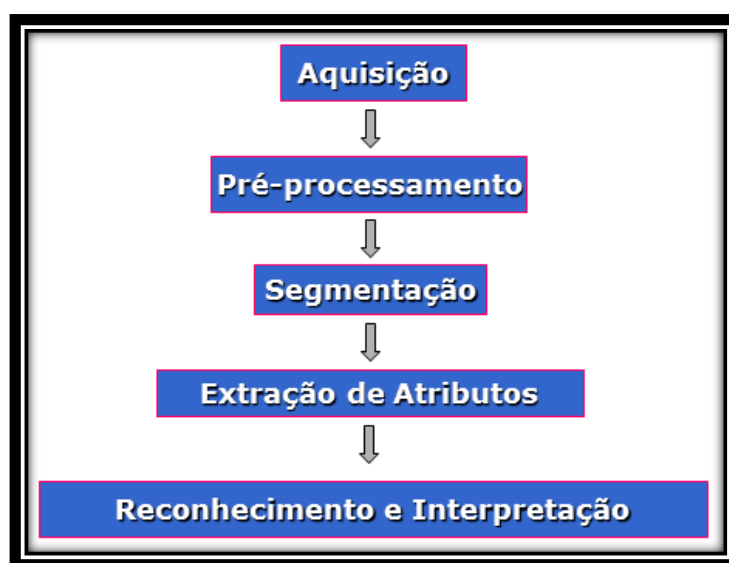 Aquisição
Pré-processamento
Segmentação
Extração de Atributos
Reconhecimento e Interpretação